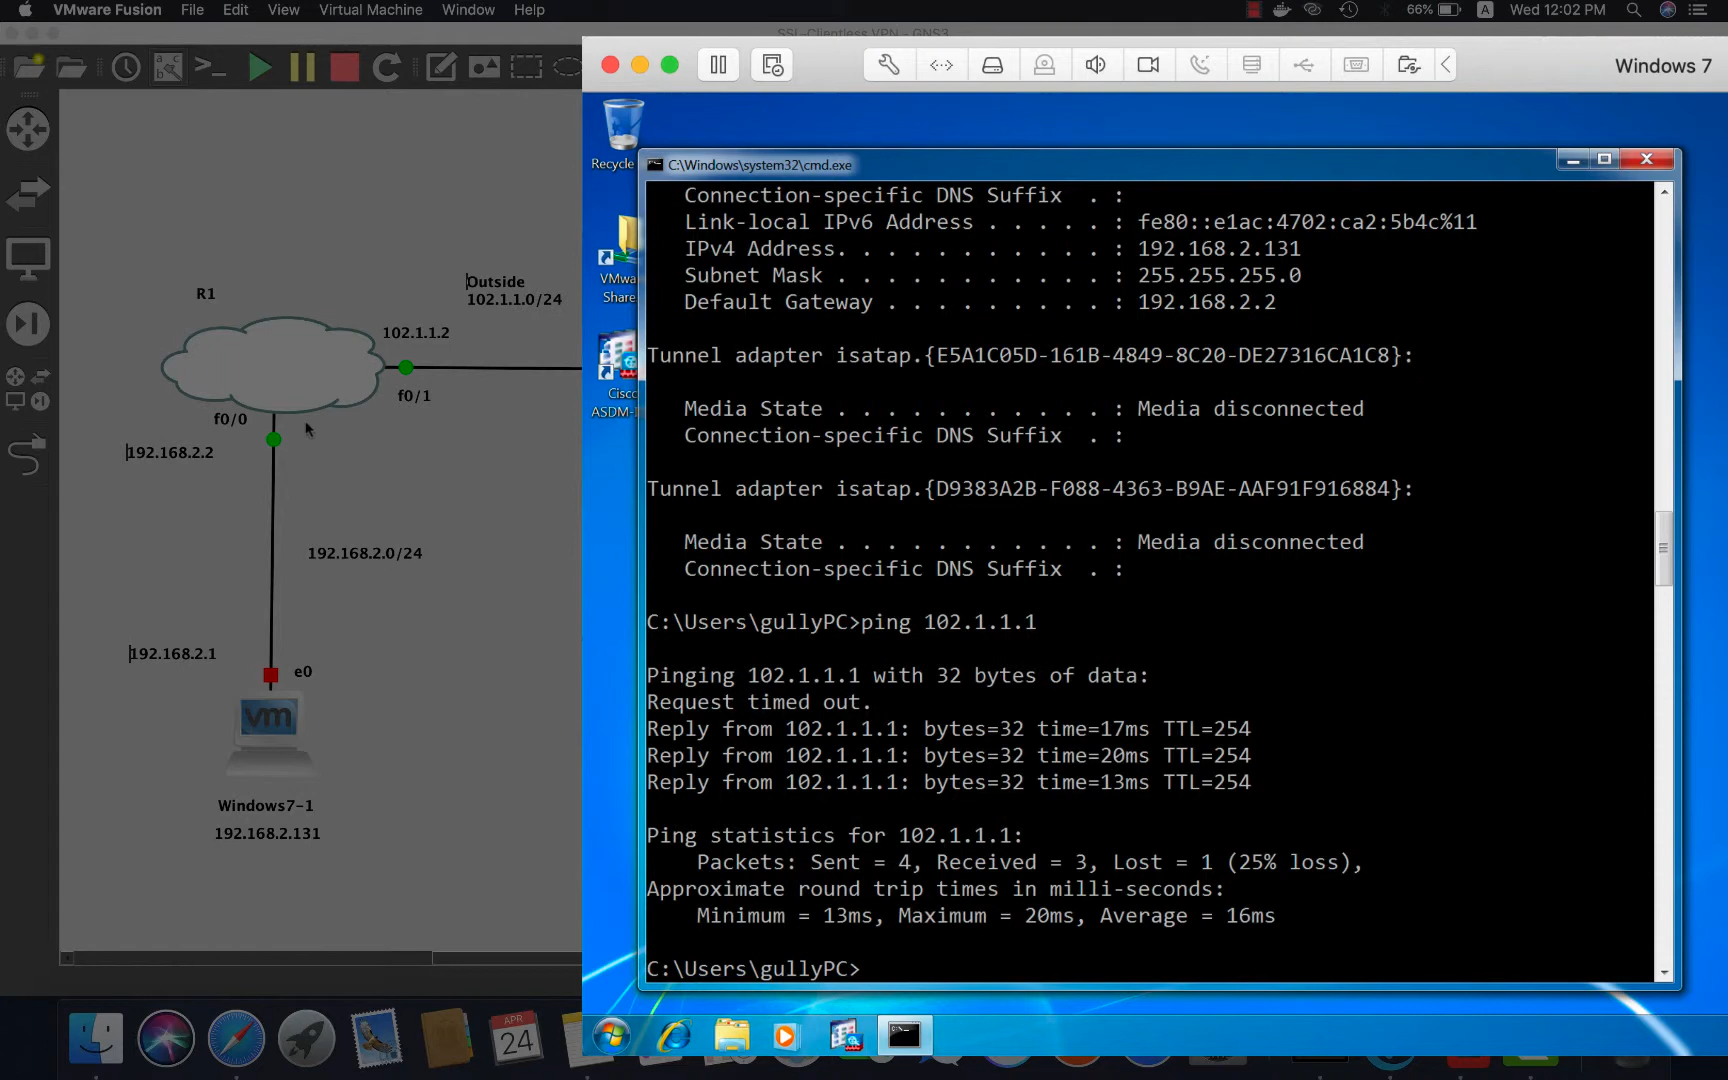 VMware Fusion File Edit View Virtual Machine Window Help
66% A Wed 12:02 PM
SSL-Clientless VPN - GNS3
Windows 7
Recycle
VMware
Share
Cisco
ASDM-I
C:\Windows\system32\cmd.exe
Connection-specific DNS Suffix . :
Link-local IPv6 Address . . . . . : fe80::e1ac:4702:ca2:5b4c%11
IPv4 Address. . . . . . . . . . . : 192.168.2.131
Subnet Mask . . . . . . . . . . . : 255.255.255.0
Default Gateway . . . . . . . . . : 192.168.2.2
Tunnel adapter isatap.{E5A1C05D-161B-4849-8C20-DE27316CA1C8}:
Media State . . . . . . . . . . . : Media disconnected
Connection-specific DNS Suffix . :
Tunnel adapter isatap.{D9383A2B-F088-4363-B9AE-AAF91F916884}:
Media State . . . . . . . . . . . : Media disconnected
Connection-specific DNS Suffix . :
C:\Users\gullyPC>ping 102.1.1.1
Pinging 102.1.1.1 with 32 bytes of data:
Request timed out.
Reply from 102.1.1.1: bytes=32 time=17ms TTL=254
Reply from 102.1.1.1: bytes=32 time=20ms TTL=254
Reply from 102.1.1.1: bytes=32 time=13ms TTL=254
Ping statistics for 102.1.1.1:
Packets: Sent = 4, Received = 3, Lost = 1 (25% loss),
Approximate round trip times in milli-seconds:
Minimum = 13ms, Maximum = 20ms, Average = 16ms
C:\Users\gullyPC>
Outside
102.1.1.0/24
R1
102.1.1.2
f0/1
f0/0
192.168.2.2
192.168.2.0/24
192.168.2.1
e0
vm
Windows7-1
192.168.2.131
APR
24